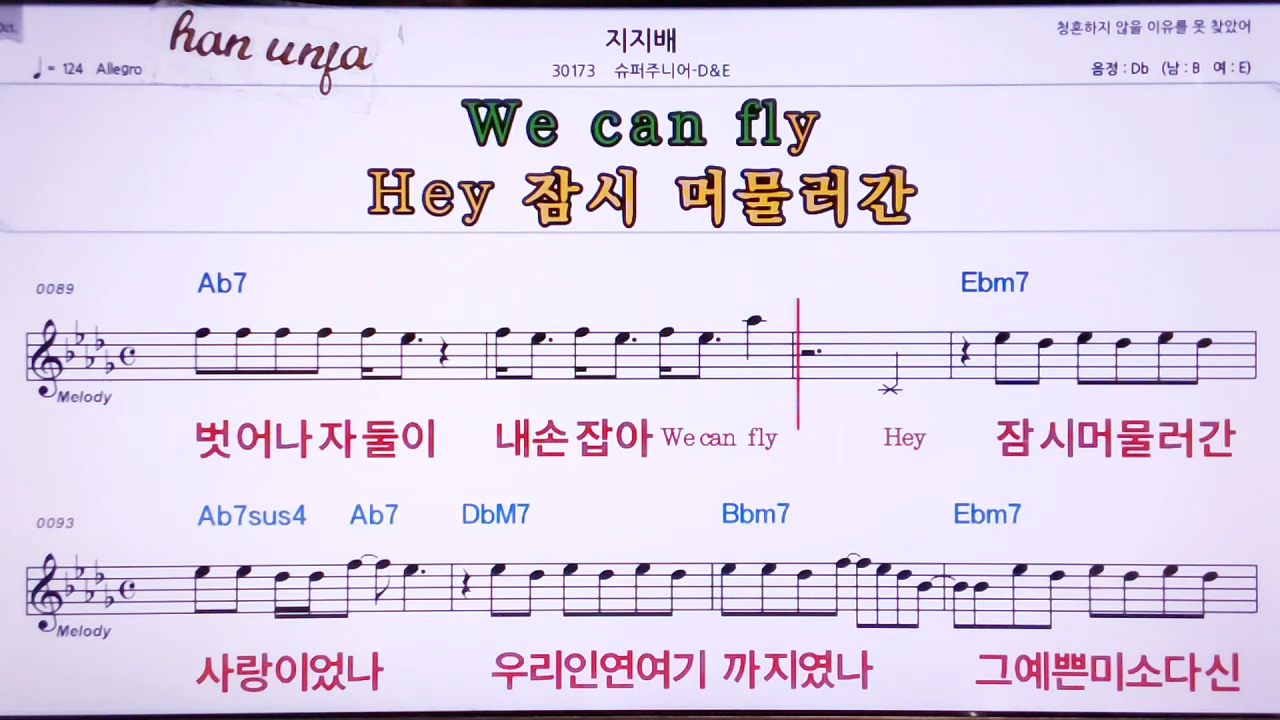 han unfa
지지배
청혼하지 않을 이유를 못 찾았어
♩= 124 Allegro
30173 슈퍼주니어-D&E
음정 : Db (남 : B 여 : E)
We can fly
Hey 잠시 머물러간
0089 Ab7 Ebm7
Melody
벗어나 자 둘이 내손 잡아 We can fly Hey 잠시머물러간
0093 Ab7sus4 Ab7 DbM7 Bbm7 Ebm7
Melody
사랑이었나 우리인연여기 까지였나 그예쁜미소다신